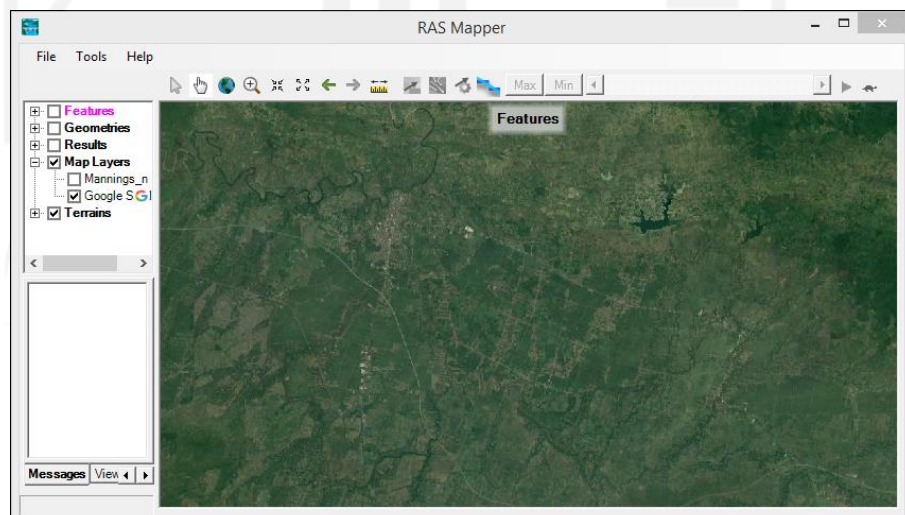 RAS Mapper
File Tools Help
Max Min
Features
Geometries
Results
Map Layers
Mannings_n
Google S
Terrains
Features
Messages View